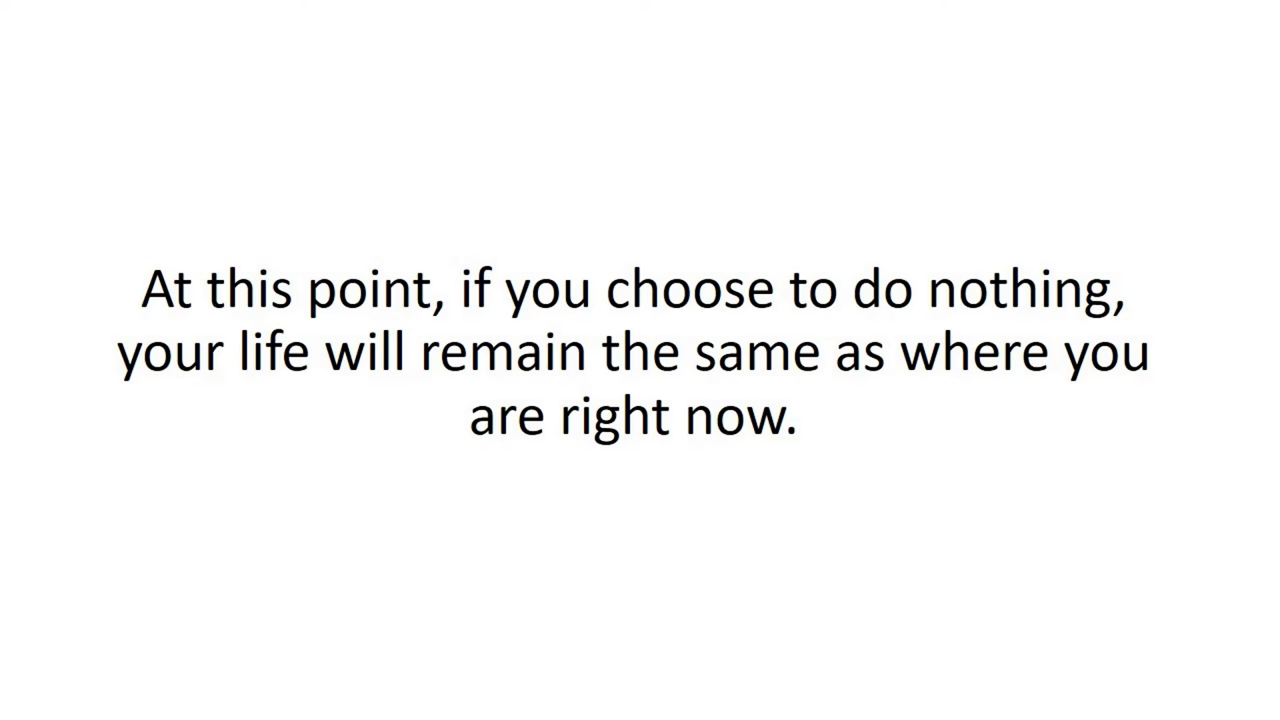 At this point, if you choose to do nothing,
your life will remain the same as where you
are right now.